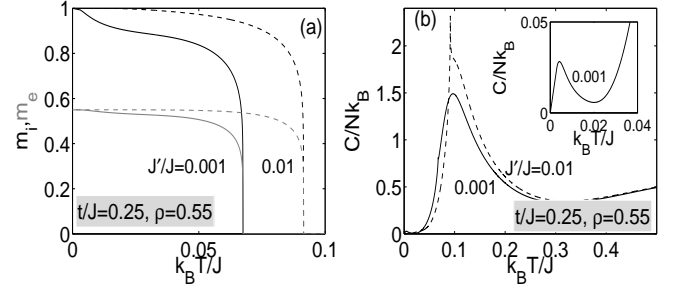 (a)
1
0.8
0.6
0.4
0.2
0
m_i,m_e
J′/J=0.001
0.01
t/J=0.25, ρ=0.55
0
0.05
0.1
k_BT/J
(b)
2
1.5
1
0.5
0
C/Nk_B
J′/J=0.01
0.001
t/J=0.25, ρ=0.55
0
0.1
0.2
0.3
0.4
k_BT/J
0.05
0
C/Nk_B
0.001
0
0.02
0.04
k_BT/J